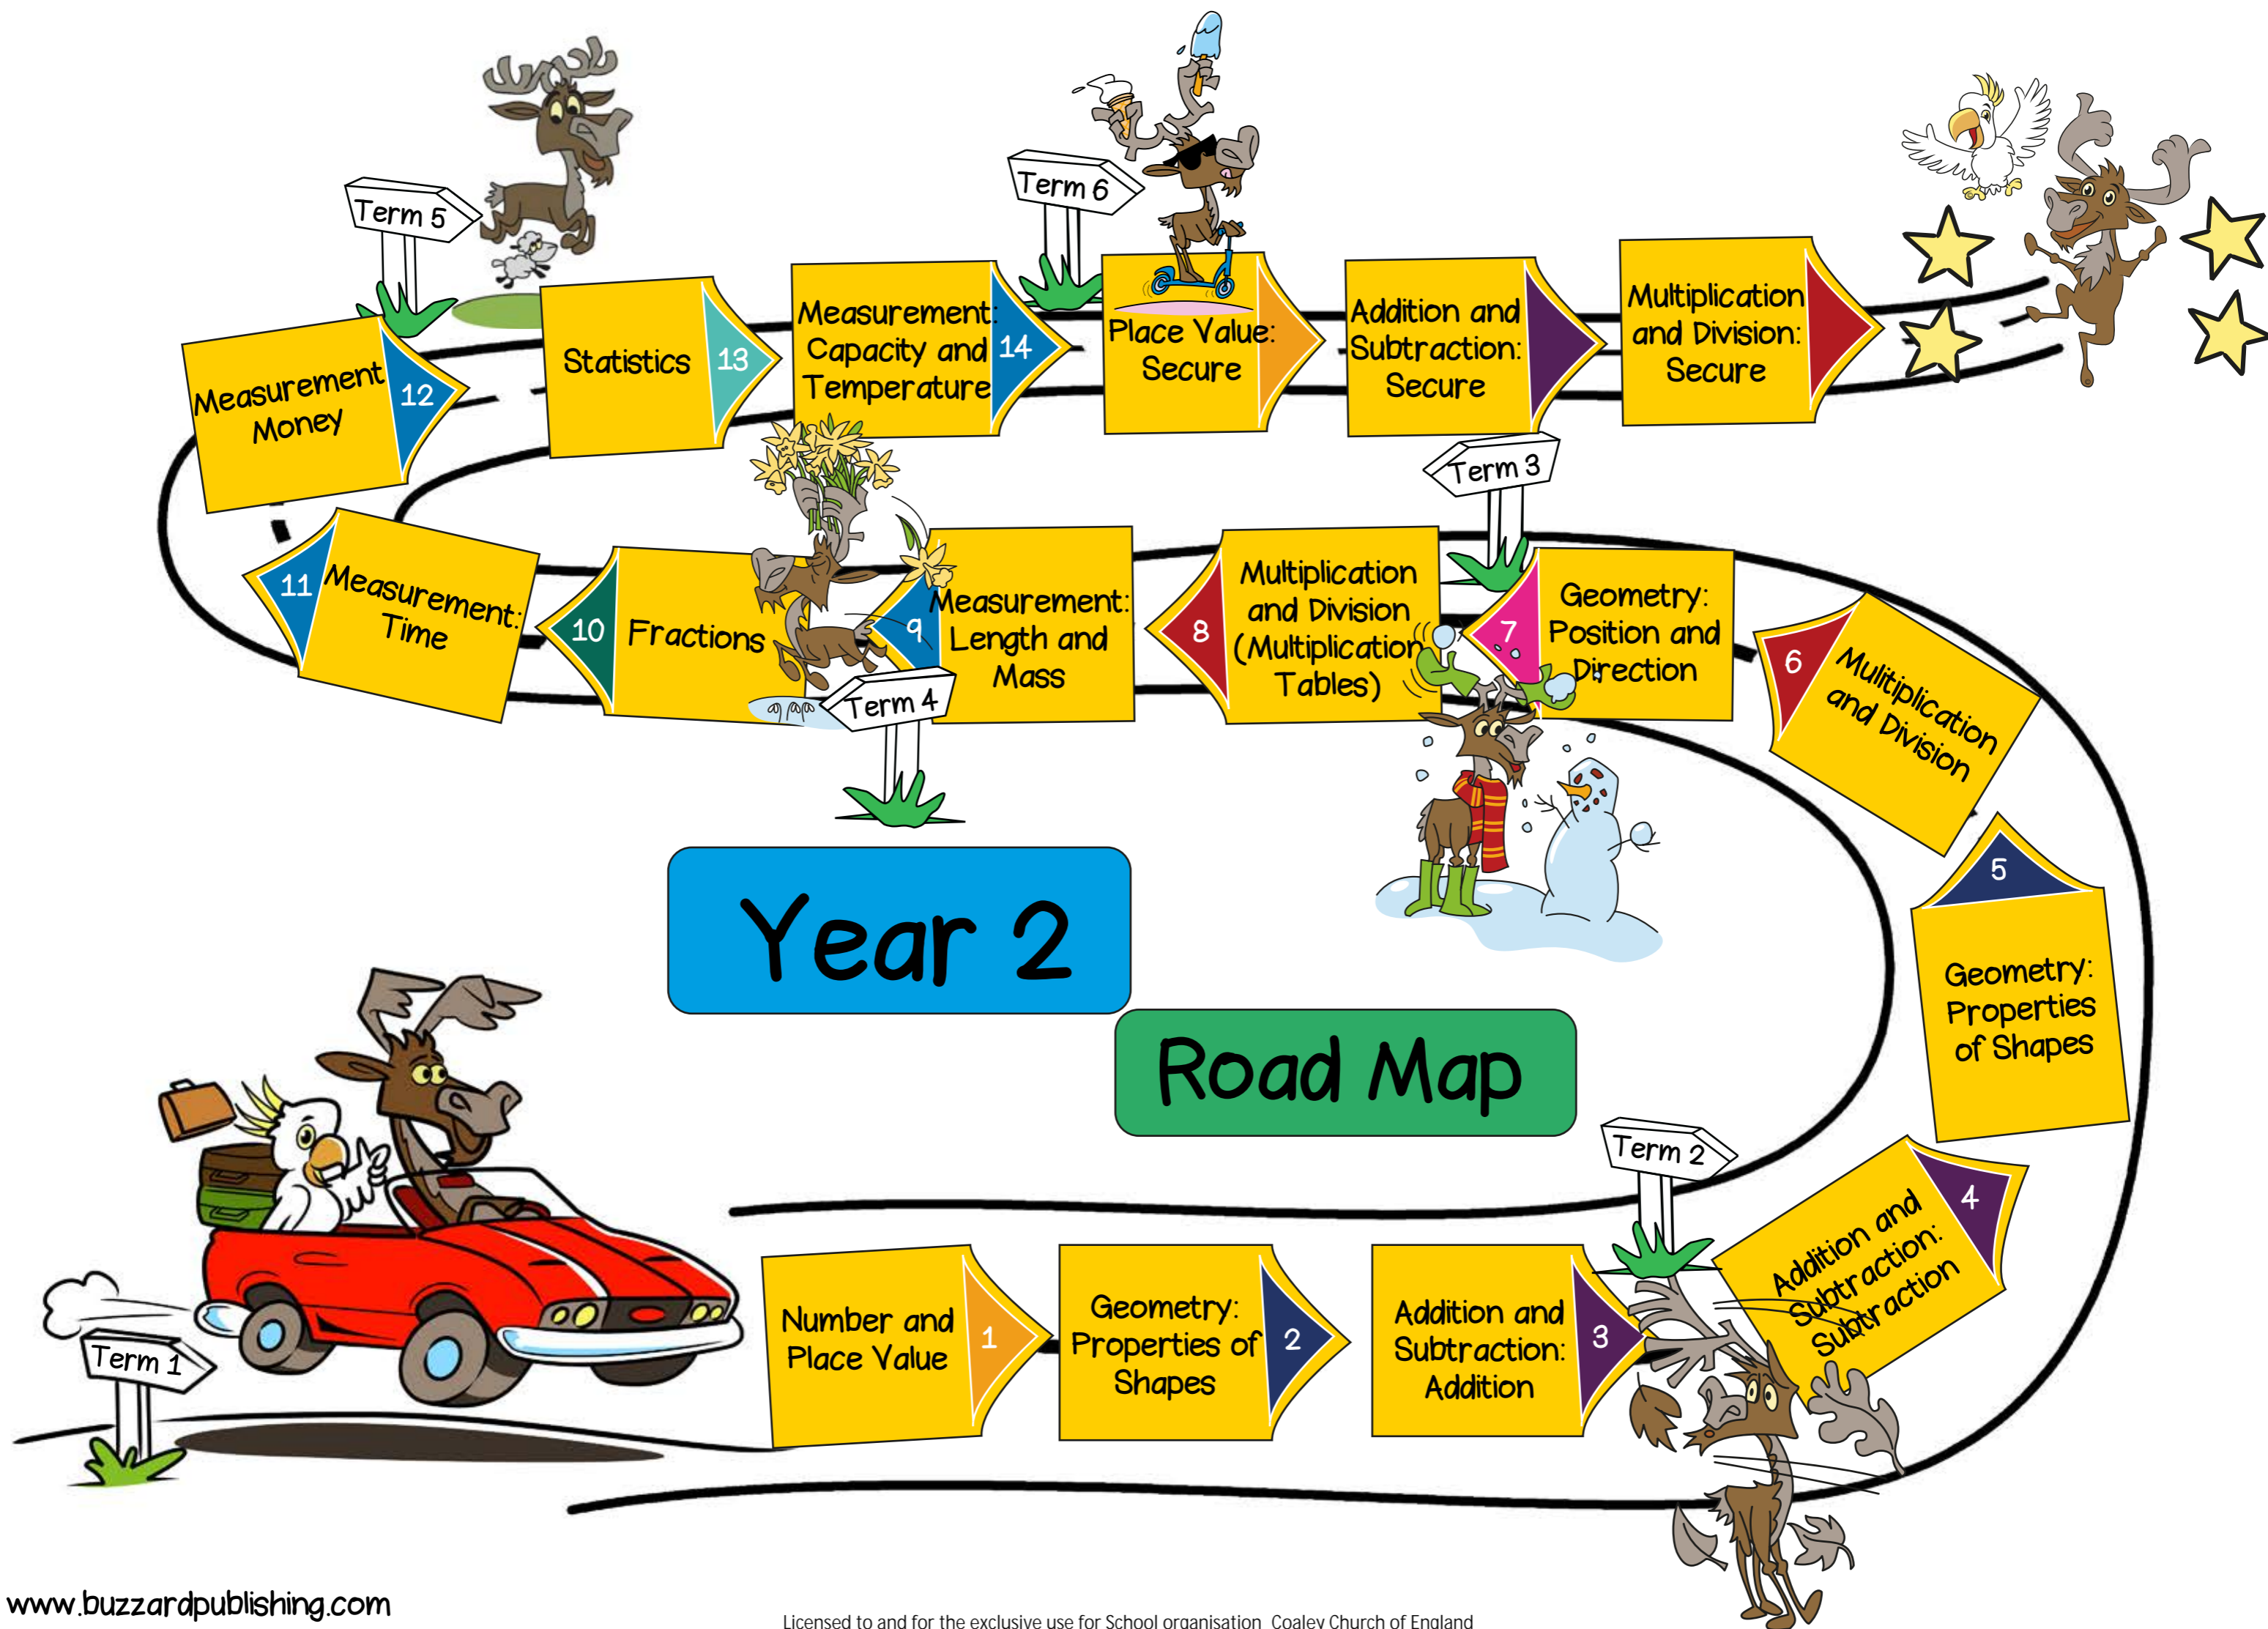 Year 2
Road Map
Term 1
Number and
Place Value
1
Geometry:
Properties of
Shapes
2
Addition and
Subtraction:
Addition
3
Term 2
Addition and
Subtraction:
Subtraction
4
Geometry:
Properties
of Shapes
5
Mulitiplication
and Division
6
Geometry:
Position and
Direction
7
Term 3
Multiplication
and Division
(Multiplication
Tables)
8
Measurement:
Length and
Mass
9
Term 4
Fractions
10
Measurement:
Time
11
Measurement
Money
12
Term 5
Statistics
13
Measurement:
Capacity and
Temperature
14
Term 6
Place Value:
Secure
Addition and
Subtraction:
Secure
Multiplication
and Division:
Secure
www.buzzardpublishing.com
Licensed to and for the exclusive use for School organisation Coaley Church of England